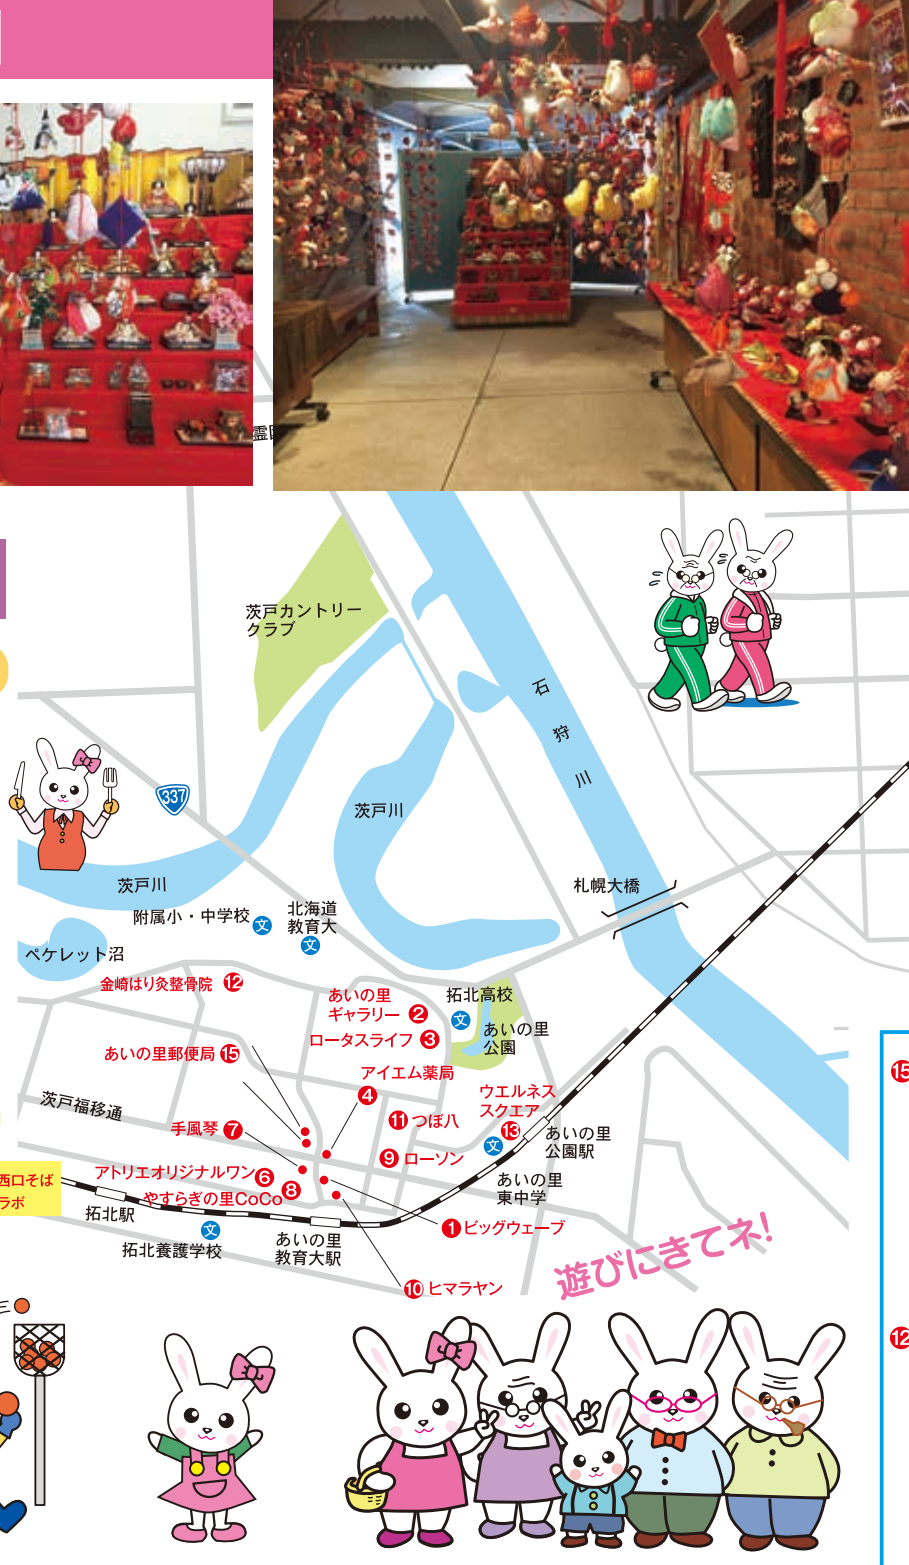 霊園
茨戸カントリー
クラブ
石狩川
337
茨戸川
茨戸川
札幌大橋
附属小・中学校
文
北海道
教育大
文
ペケレット沼
金崎はり灸整骨院 12
あいの里
ギャラリー 2
ロータスライフ 3
拓北高校
文
あいの里
公園
あいの里郵便局 15
アイエム薬局
4
茨戸福移通
手風琴 7
11 つぼ八
ウエルネス
スクエア
13
文
あいの里
公園駅
9 ローソン
アトリエオリジナルワン 6
やすらぎの里CoCo 8
あいの里
東中学
西口そば
ラボ
拓北駅
文
拓北養護学校
あいの里
教育大駅
1 ビッグウェーブ
10 ヒマラヤン
遊びにきてネ!
15
12